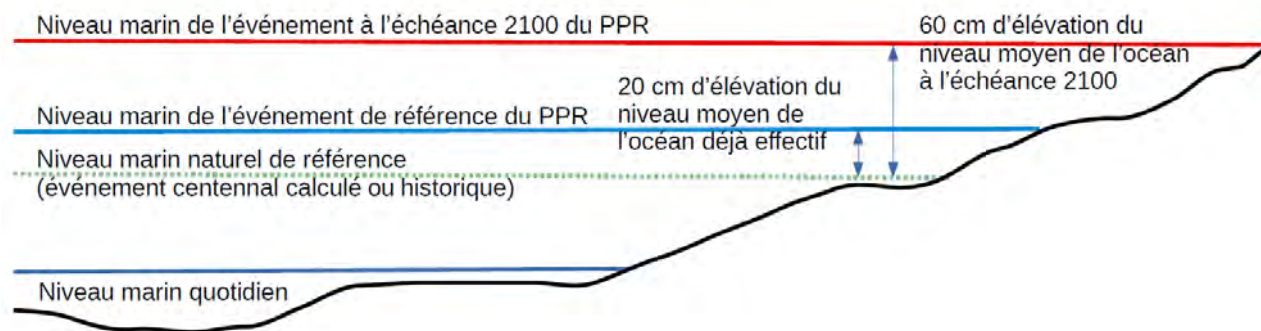 Niveau marin de l’événement à l’échéance 2100 du PPR
60 cm d’élévation du
niveau moyen de l’océan
à l’échéance 2100
20 cm d’élévation du
niveau moyen de
l’océan déjà effectif
Niveau marin de l’événement de référence du PPR
Niveau marin naturel de référence
(événement centennal calculé ou historique)
Niveau marin quotidien